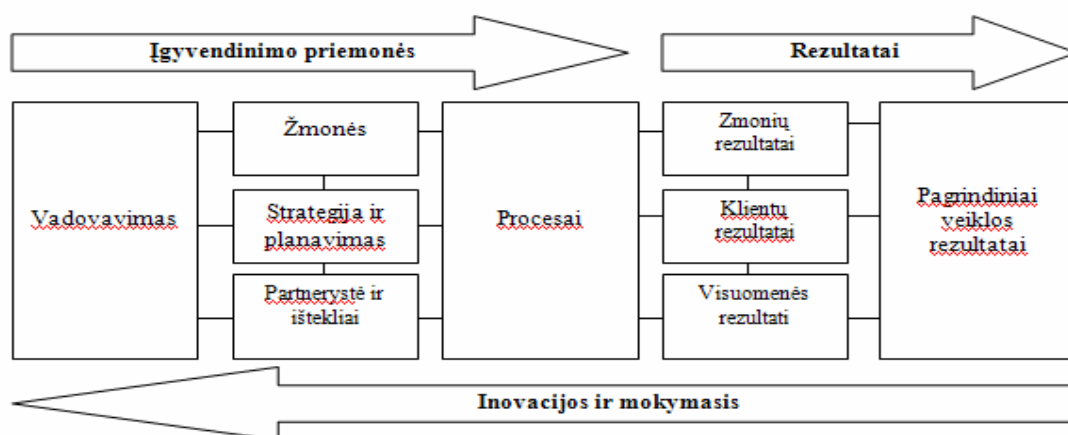 Įgyvendinimo priemonės
Rezultatai
Vadovavimas
Žmonės
Strategija ir
planavimas
Partnerystė ir
ištekliai
Procesai
Zmonių
rezultatai
Klientų
rezultatai
Visuomenės
rezultati
Pagrindiniai
veiklos
rezultatai
Inovacijos ir mokymasis